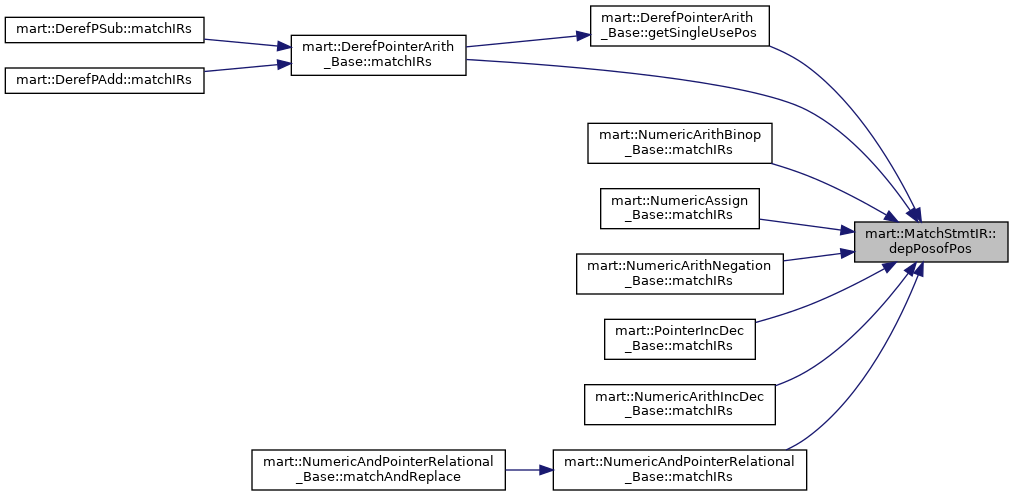 mart::DerefPSub::matchIRs
mart::DerefPAdd::matchIRs
mart::DerefPointerArith
_Base::matchIRs
mart::DerefPointerArith
_Base::getSingleUsePos
mart::NumericArithBinop
_Base::matchIRs
mart::NumericAssign
_Base::matchIRs
mart::NumericArithNegation
_Base::matchIRs
mart::PointerIncDec
_Base::matchIRs
mart::NumericArithIncDec
_Base::matchIRs
mart::NumericAndPointerRelational
_Base::matchAndReplace
mart::NumericAndPointerRelational
_Base::matchIRs
mart::MatchStmtIR::
depPosofPos